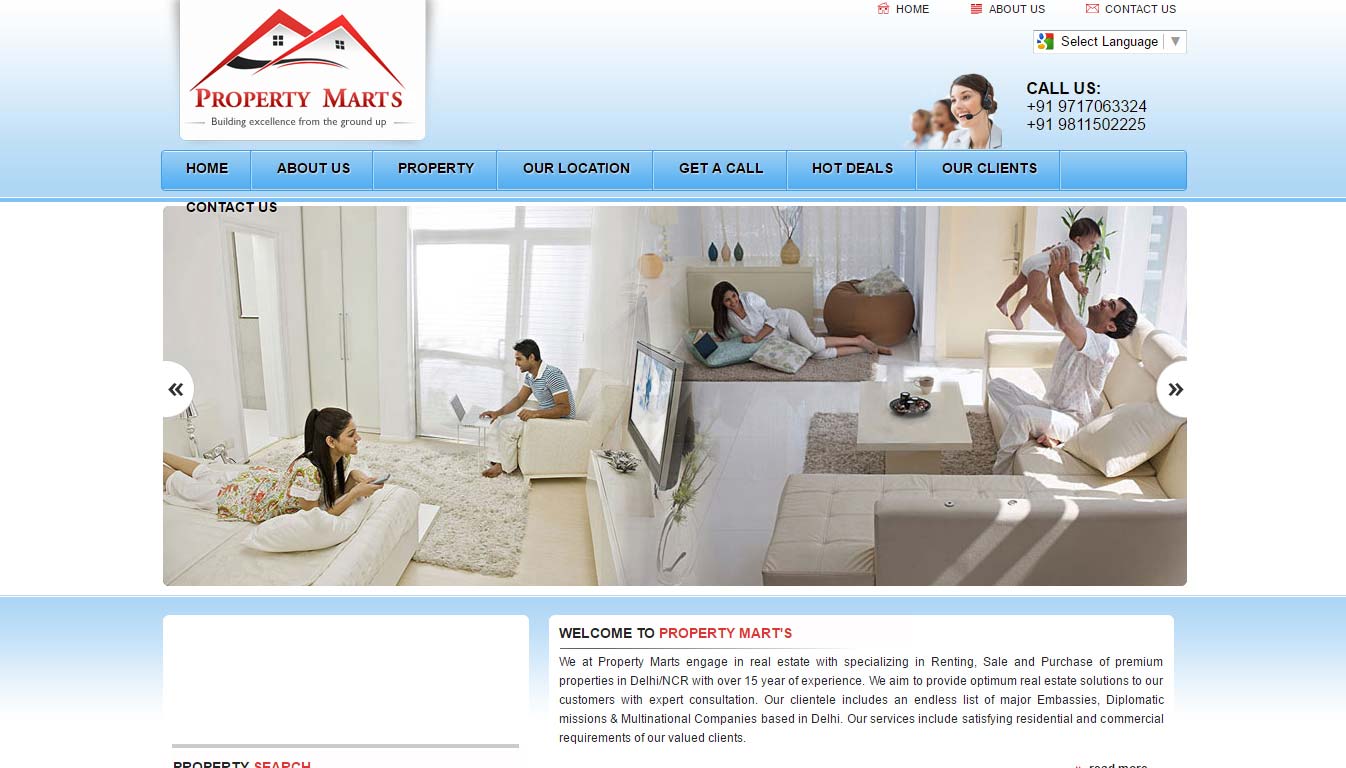 HOME
ABOUT US
CONTACT US
Select Language ▼
PROPERTY MARTS
Building excellence from the ground up
CALL US:
+91 9717063324
+91 9811502225
HOME
ABOUT US
PROPERTY
OUR LOCATION
GET A CALL
HOT DEALS
OUR CLIENTS
CONTACT US
«
»
WELCOME TO PROPERTY MART'S
We at Property Marts engage in real estate with specializing in Renting, Sale and Purchase of premium
properties in Delhi/NCR with over 15 year of experience. We aim to provide optimum real estate solutions to our
customers with expert consultation. Our clientele includes an endless list of major Embassies, Diplomatic
missions & Multinational Companies based in Delhi. Our services include satisfying residential and commercial
requirements of our valued clients.
PROPERTY SEARCH
» read more